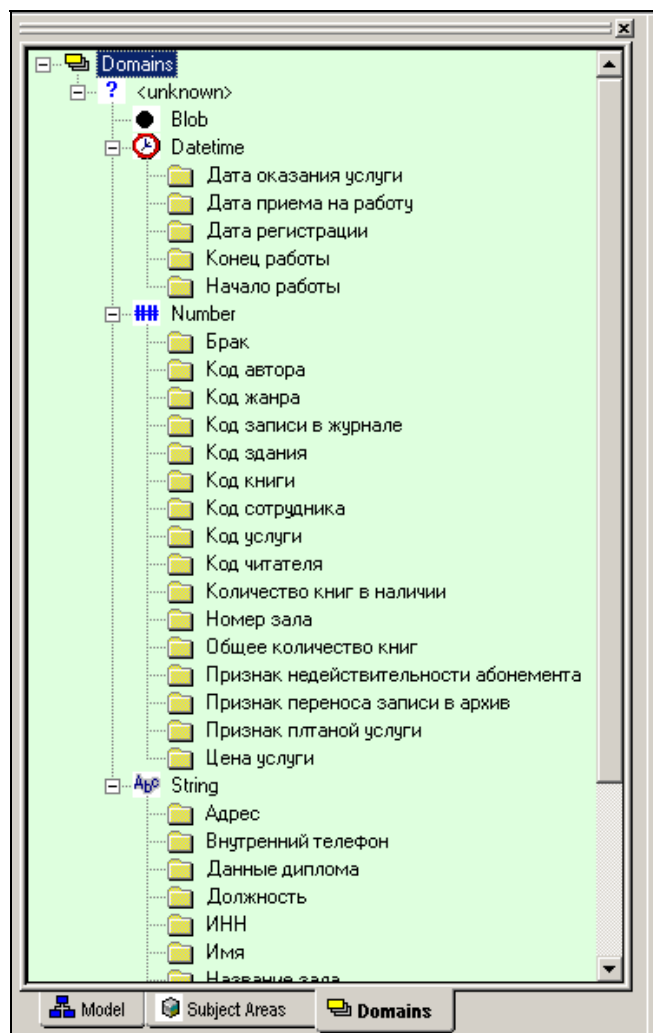 Domains
<unknown>
Blob
Datetime
Дата оказания услуги
Дата приема на работу
Дата регистрации
Конец работы
Начало работы
Number
Брак
Код автора
Код жанра
Код записи в журнале
Код здания
Код книги
Код сотрудника
Код услуги
Код читателя
Количество книг в наличии
Номер зала
Общее количество книг
Признак недействительности абонемента
Признак переноса записи в архив
Признак плтаной услуги
Цена услуги
String
Адрес
Внутренний телефон
Данные диплома
Должность
ИНН
Имя
Название зала
Model Subject Areas Domains